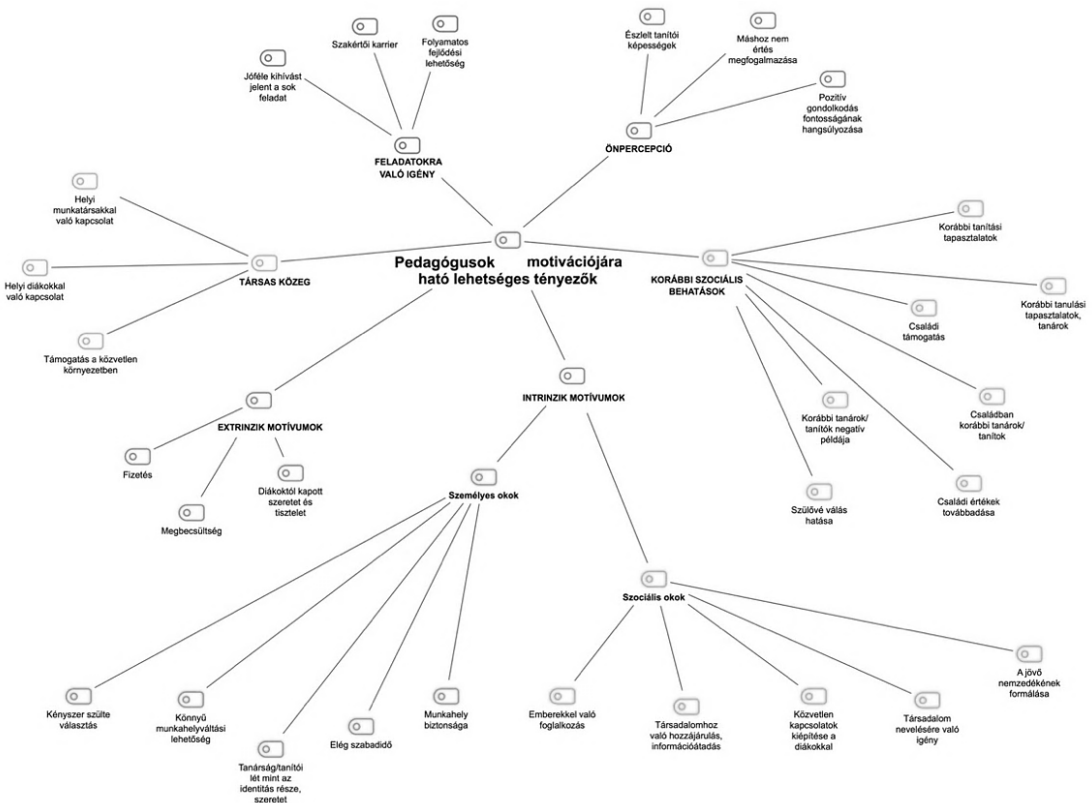 Szakértői karrier
Folyamatos
fejlődési
lehetőség
Jóféle kihívást
jelent a sok
feladat
FELADATOKRA
VALÓ IGÉNY
Észlelt tanítói
képességek
Máshoz nem
értés
megfogalmazása
Pozitív
gondolkodás
fontosságának
hangsúlyozása
ÖNPERCEPCIÓ
Helyi
munkatársakkal
való kapcsolat
Helyi diákokkal
való kapcsolat
Támogatás a közvetlen
környezetben
TÁRSAS KÖZEG
Pedagógusok motivációjára
ható lehetséges tényezők
KORÁBBI SZOCIÁLIS
BEHATÁSOK
Korábbi tanítási
tapasztalatok
Korábbi tanulási
tapasztalatok,
tanárok
Családi
támogatás
Családban
korábbi tanárok/
tanítok
Korábbi tanárok/
tanítók negatív
példája
Családi értékek
továbbadása
Szülővé válás
hatása
EXTRINZIK MOTÍVUMOK
Fizetés
Megbecsültség
Diákoktól kapott
szeretet és
tisztelet
INTRINZIK MOTÍVUMOK
Személyes okok
Kényszer szülte
választás
Könnyű
munkahelyváltási
lehetőség
Tanárság/tanítói
lét mint az
identitás része,
szeretet
Elég szabadidő
Munkahely
biztonsága
Szociális okok
Emberekkel való
foglalkozás
Társadalomhoz
való hozzájárulás,
információátadás
Közvetlen
kapcsolatok
kiépítése a
diákokkal
Társadalom
nevelésére való
igény
A jövő
nemzedékének
formálása